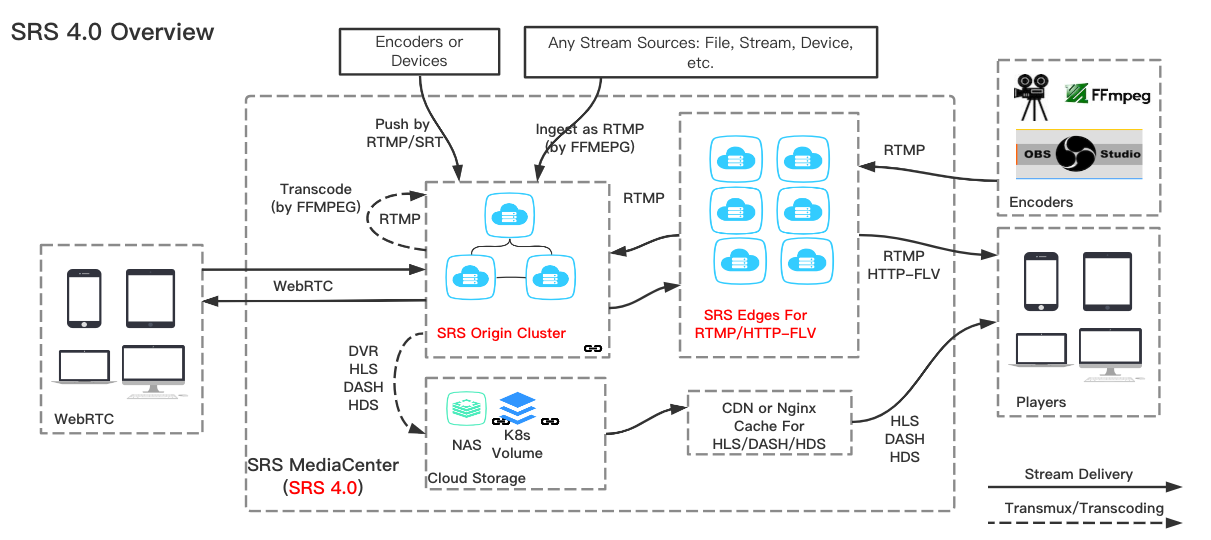 SRS 4.0 Overview
Encoders or
Devices
Any Stream Sources: File, Stream, Device,
etc.
Push by
RTMP/SRT
Ingest as RTMP
(by FFMEPG)
FFmpeg
OBS Studio
Encoders
RTMP
Transcode
(by FFMPEG)
RTMP
RTMP
RTMP
HTTP-FLV
WebRTC
WebRTC
SRS Origin Cluster
SRS Edges For
RTMP/HTTP-FLV
Players
DVR
HLS
DASH
HDS
NAS
K8s
Volume
Cloud Storage
CDN or Nginx
Cache For
HLS/DASH/HDS
HLS
DASH
HDS
SRS MediaCenter
(SRS 4.0)
Stream Delivery
Transmux/Transcoding